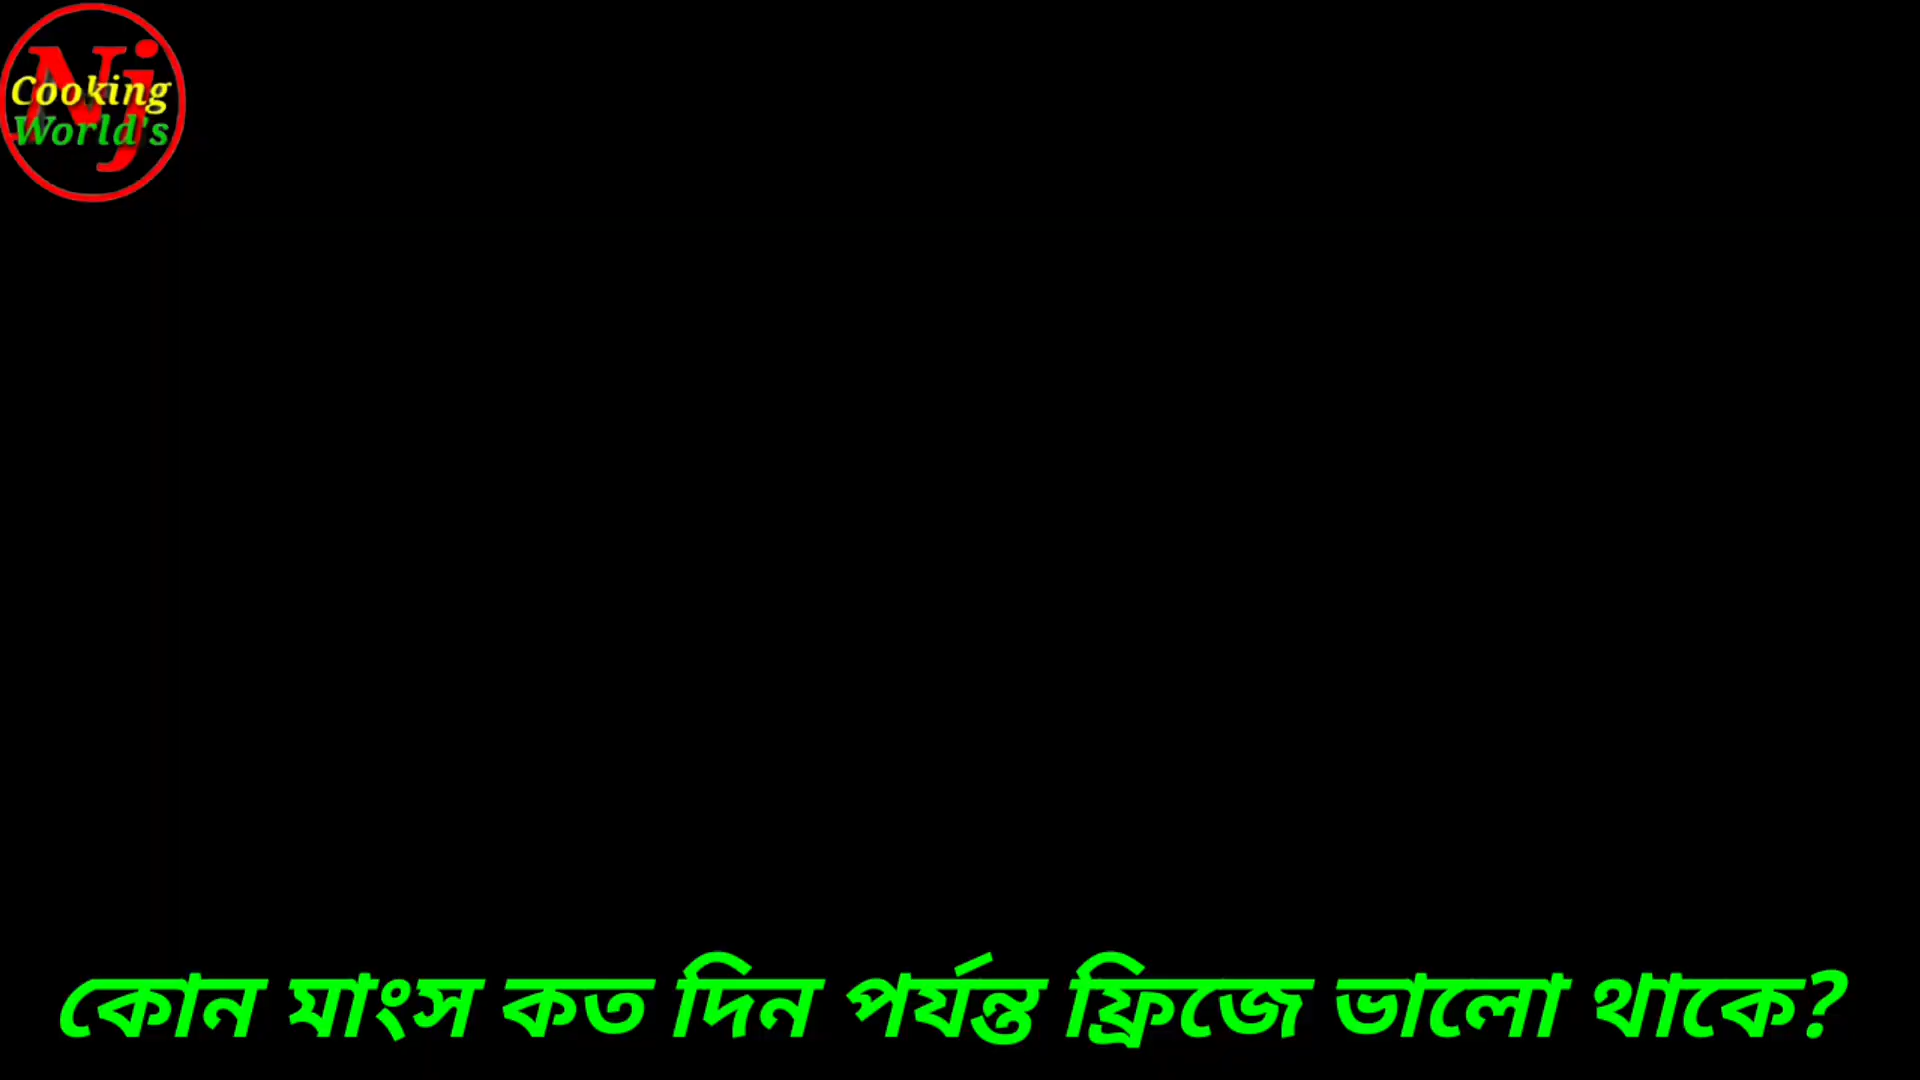 Nj
Cooking
World's
কোন মাংস কত দিন পর্যন্ত ফ্রিজে ভালো থাকে?